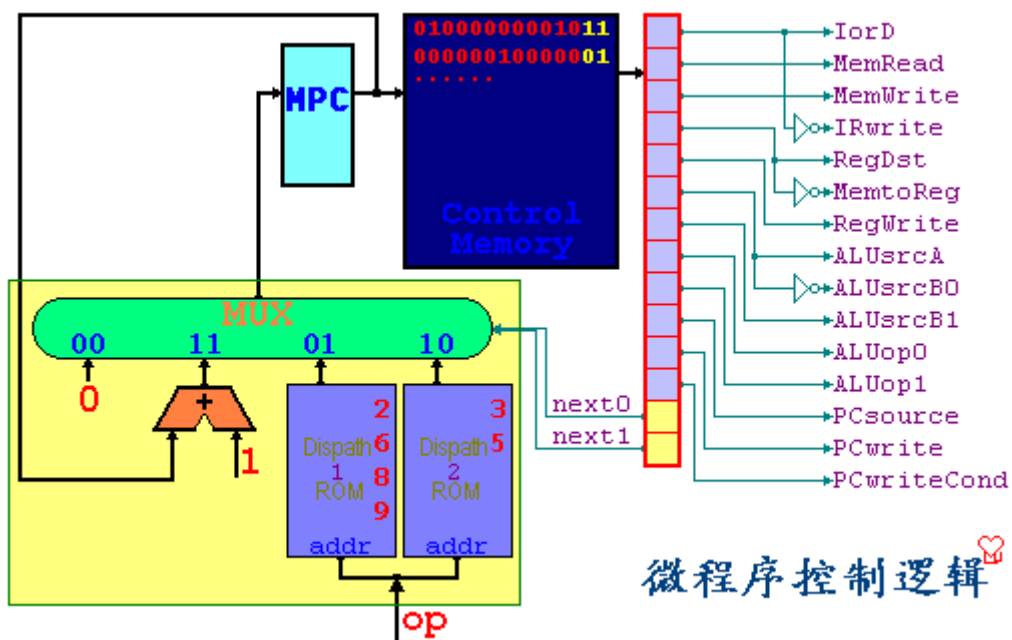 01000000001011
00000010000001
......
MPC
Control
Memory
IorD
MemRead
MemWrite
IRwrite
RegDst
MemtoReg
RegWrite
ALUsrcA
ALUsrcB0
ALUsrcB1
ALUop0
ALUop1
PCsource
PCwrite
PCwriteCond
next0
next1
MUX
00 11 01 10
0
+
1
Dispath
1
ROM
2
6
8
9
addr
Dispath
2
ROM
3
5
addr
op
微程序控制逻辑